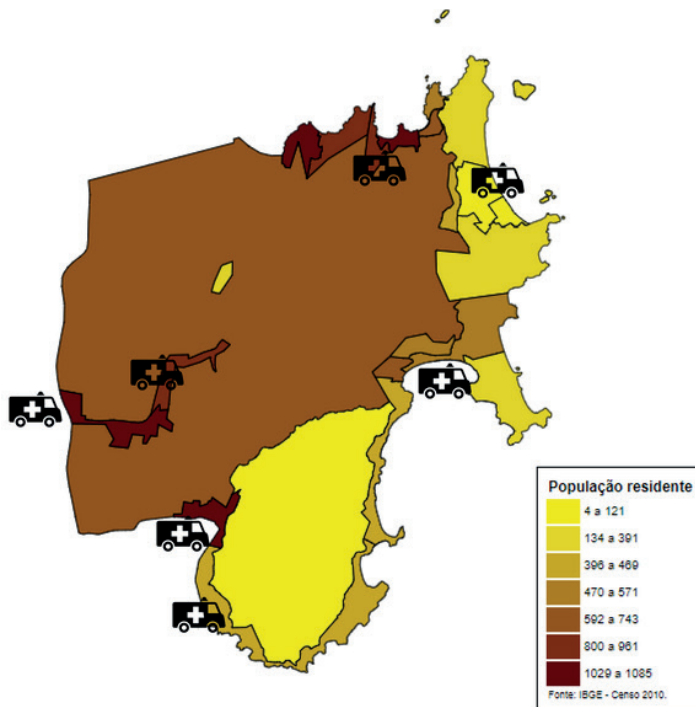 População residente
4 a 121
134 a 391
396 a 469
470 a 571
592 a 743
800 a 961
1029 a 1085
Fonte: IBGE - Censo 2010.